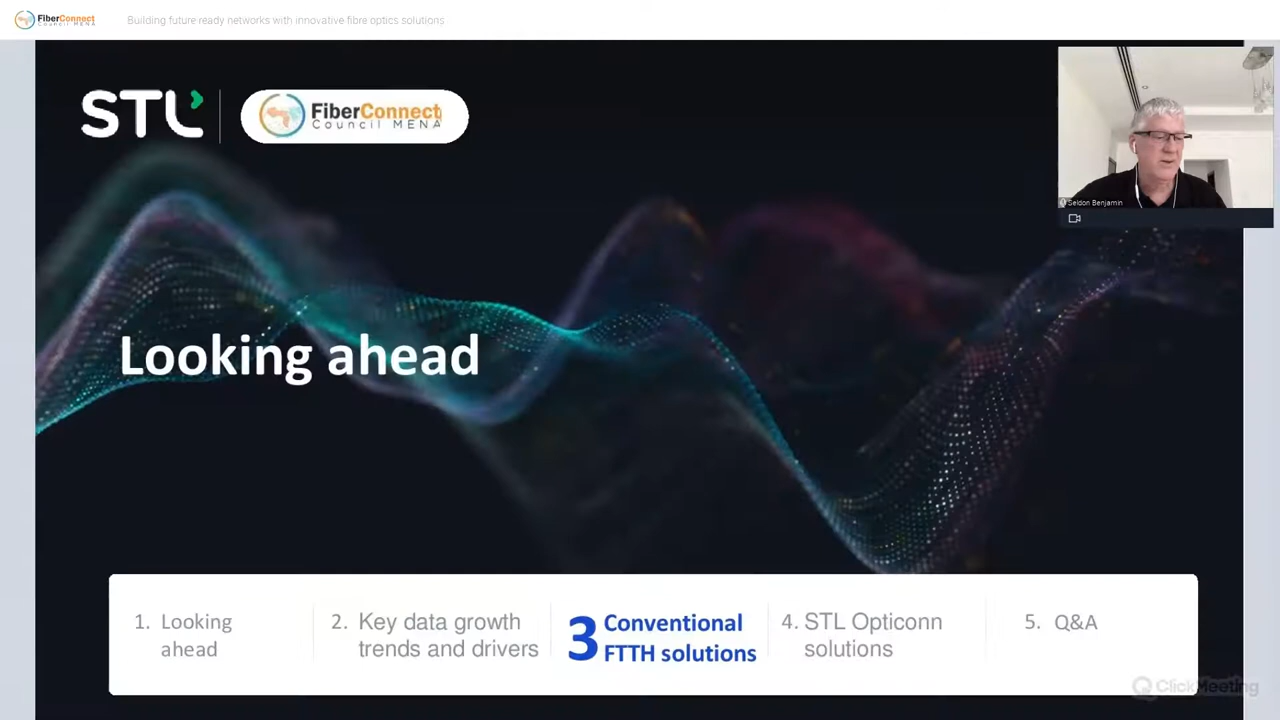 FiberConnect
Council MENA
Building future ready networks with innovative fibre optics solutions
STL
FiberConnect
Council MENA
Seldon Benjamin
Looking ahead
1. Looking
ahead
2. Key data growth
trends and drivers
3 Conventional
FTTH solutions
4. STL Opticonn
solutions
5. Q&A
ClickMeeting